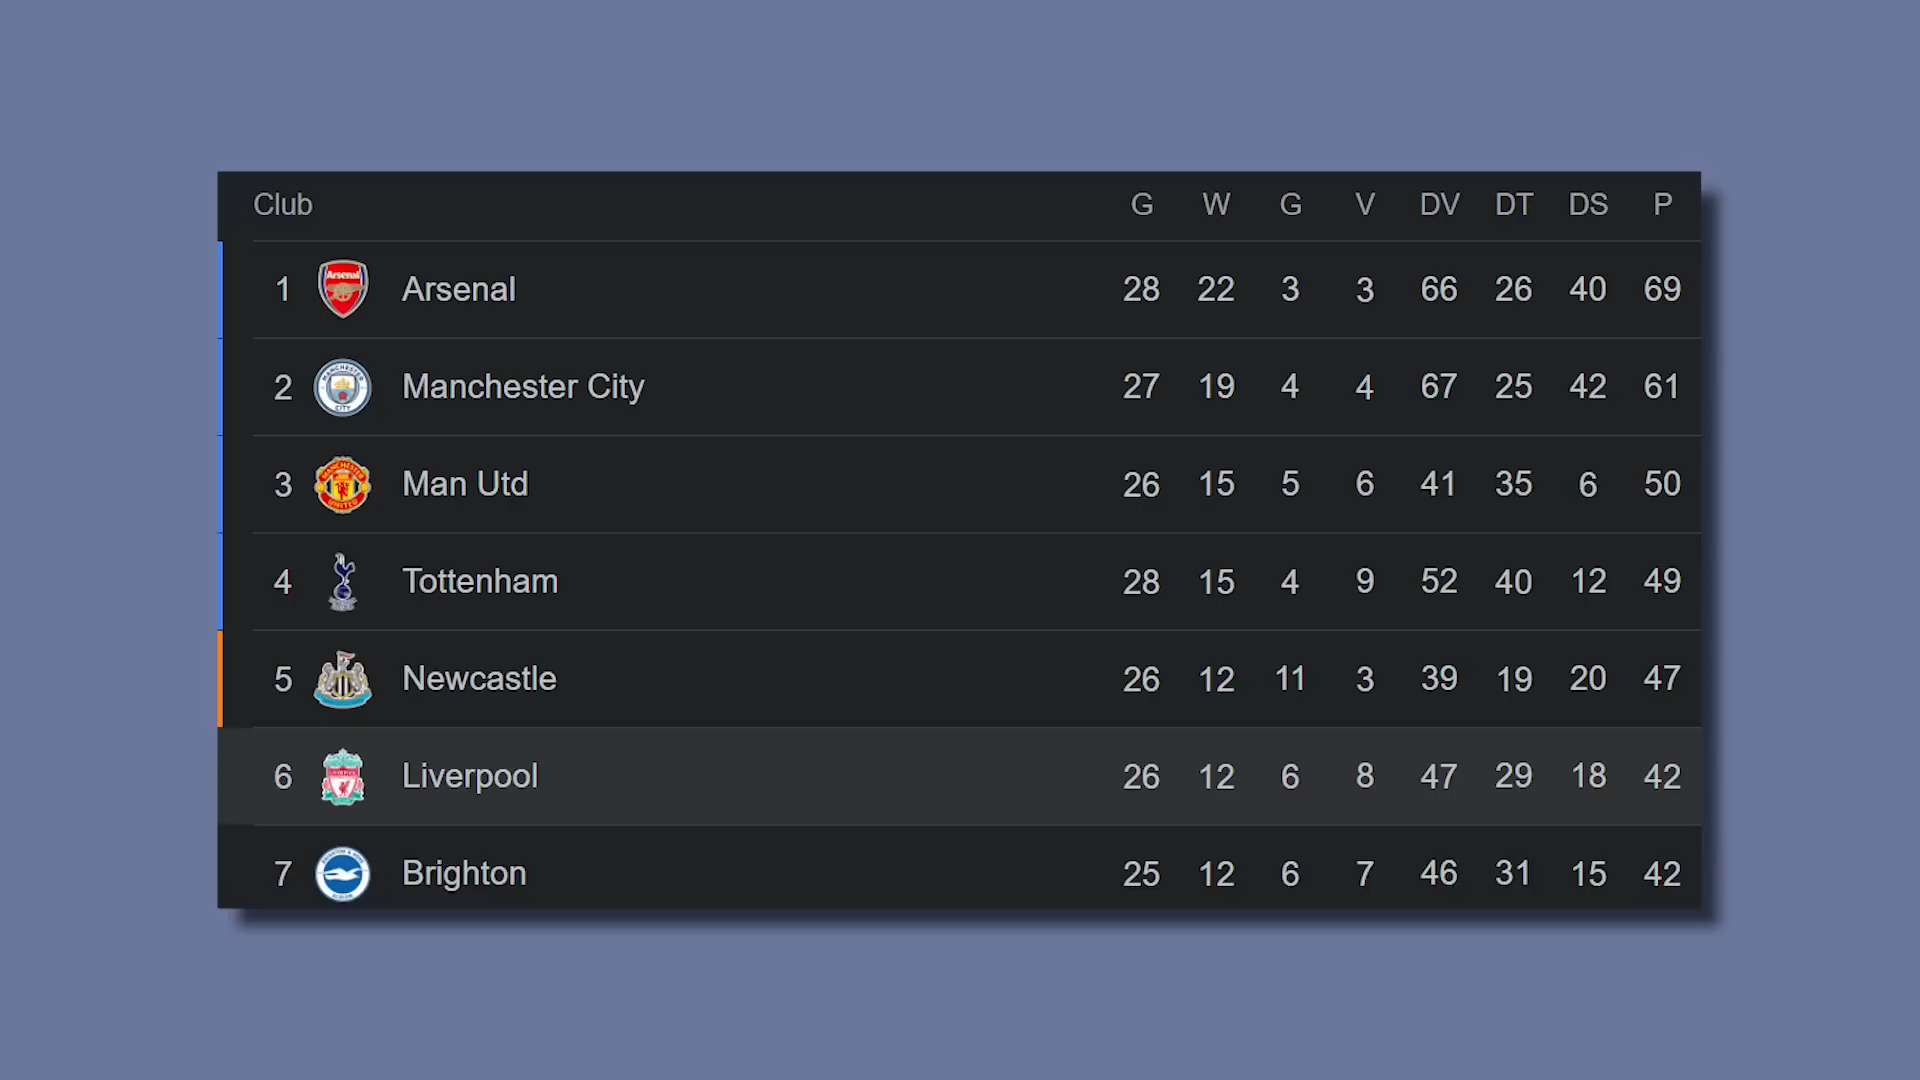 Club G W G V DV DT DS P
1 Arsenal 28 22 3 3 66 26 40 69
2 Manchester City 27 19 4 4 67 25 42 61
3 Man Utd 26 15 5 6 41 35 6 50
4 Tottenham 28 15 4 9 52 40 12 49
5 Newcastle 26 12 11 3 39 19 20 47
6 Liverpool 26 12 6 8 47 29 18 42
7 Brighton 25 12 6 7 46 31 15 42